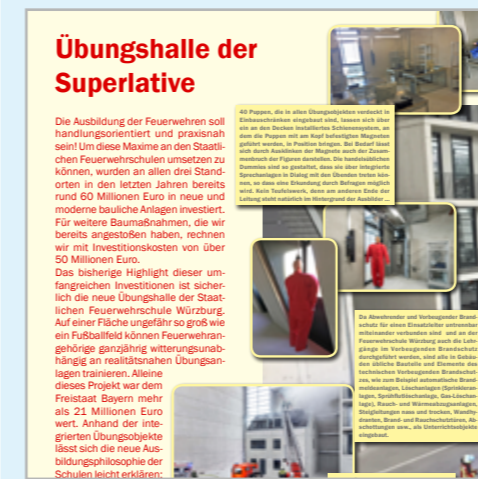 Übungshalle der
Superlative
Die Ausbildung der Feuerwehren soll
handlungsorientiert und praxisnah
sein! Um diese Maxime an den Staatli-
chen Feuerwehrschulen umsetzen zu
können, wurden an allen drei Stand-
orten in den letzten Jahren bereits
rund 60 Millionen Euro in neue und
moderne bauliche Anlagen investiert.
Für weitere Baumaßnahmen, die wir
bereits angestoßen haben, rechnen
wir mit Investitionskosten von über
50 Millionen Euro.
Das bisherige Highlight dieser um-
fangreichen Investitionen ist sicher-
lich die neue Übungshalle der Staat-
lichen Feuerwehrschule Würzburg.
Auf einer Fläche ungefähr so groß wie
ein Fußballfeld können Feuerwehran-
gehörige ganzjährig witterungsunab-
hängig an realitätsnahen Übungsan-
lagen trainieren. Alleine
dieses Projekt war dem
Freistaat Bayern mehr
als 21 Millionen Euro
wert. Anhand der inte-
grierten Übungsobjekte
lässt sich die neue Aus-
bildungsphilosophie der
Schulen leicht erklären:
40 Puppen, die in allen Übungsobjekten verdeckt in
Einbauschränken eingebaut sind, lassen sich über
ein an den Decken installiertes Schienensystem, an
dem die Puppen mit am Kopf befestigten Magneten
geführt werden, in Position bringen. Bei Bedarf lässt
sich durch Ausklinken der Magnete auch der Zusam-
menbruch der Figuren darstellen. Die handelsüblichen
Dummies sind so gestaltet, dass sie über integrierte
Sprechanlagen in Dialog mit den Übenden treten kön-
nen, so dass eine Erkundung durch Befragen möglich
wird. Kein Teufelswerk, denn am anderen Ende der
Leitung steht natürlich im Hintergrund der Ausbilder ...
Da Abwehrender und Vorbeugender Brand-
schutz für einen Einsatzleiter untrennbar
miteinander verbunden sind und an der
Feuerwehrschule Würzburg auch die Lehr-
gänge im Vorbeugenden Brandschutz
durchgeführt werden, sind alle in Gebäu-
den übliche Bauteile und Elemente des
technischen Vorbeugenden Brandschut-
zes, wie zum Beispiel automatische Brand-
meldeanlagen, Löschanlagen (Sprinkleran-
lagen, Sprühflutlöschanlage, Gas-Löschan-
lage), Rauch- und Wärmeabzugsanlagen,
Steigleitungen nass und trocken, Wandhy-
dranten, Brand- und Rauchschutztüren, Ab-
schottungen usw., als Unterrichtsobjekte
eingebaut.